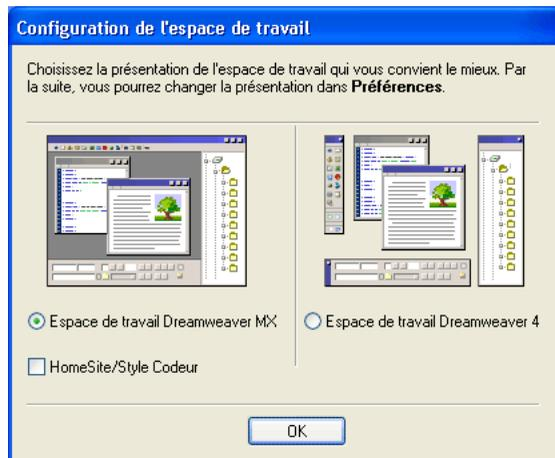 Configuration de l'espace de travail
Choisissez la présentation de l'espace de travail qui vous convient le mieux. Par
la suite, vous pourrez changer la présentation dans Préférences.
Espace de travail Dreamweaver MX
Espace de travail Dreamweaver 4
HomeSite/Style Codeur
OK